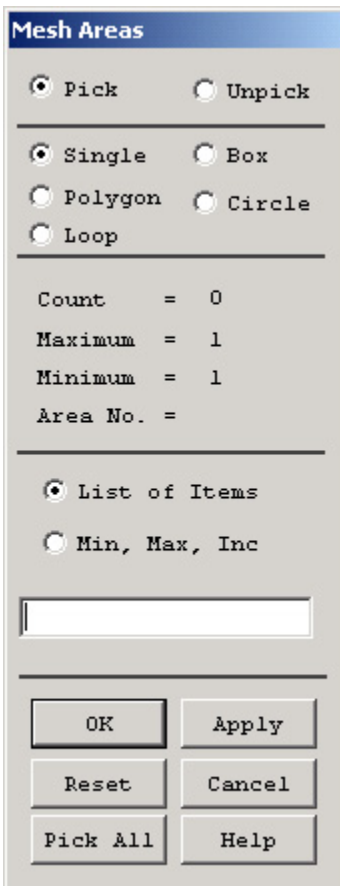 Mesh Areas
Pick Unpick
Single Box
Polygon Circle
Loop
Count = 0
Maximum = 1
Minimum = 1
Area No. =
List of Items
Min, Max, Inc
OK Apply
Reset Cancel
Pick All Help